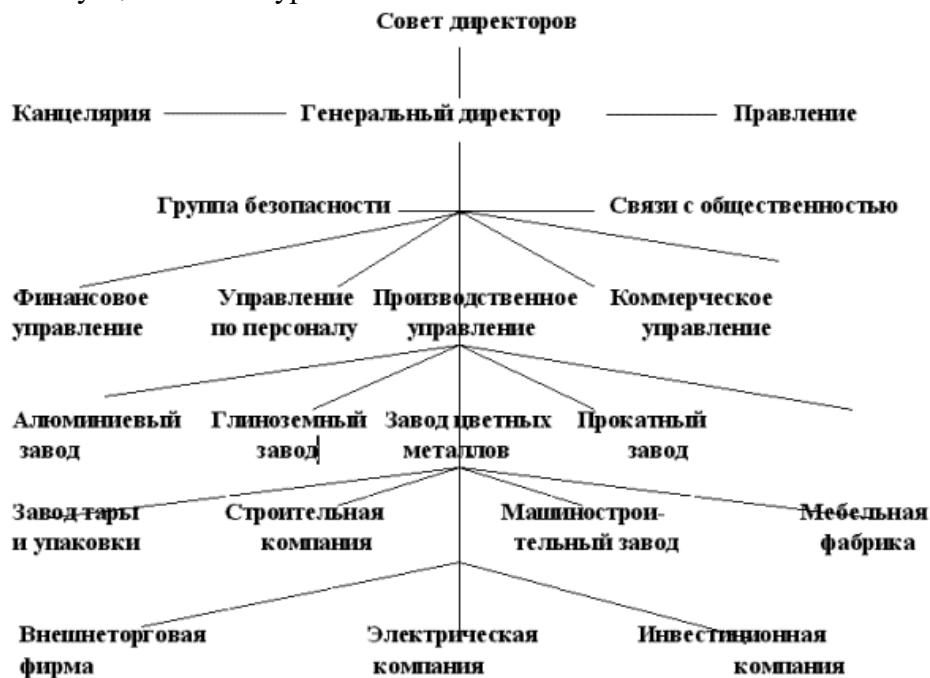 Совет директоров
Канцелярия Генеральный директор Правление
Группа безопасности Связи с общественностью
Финансовое Управление Производственное Коммерческое
управление по персоналу управление управление
Алюминиевый Глиноземный Завод цветных Прокатный
завод завод металлов завод
Завод тары Строительная Машинострои- Мебельная
и упаковки компания тельный завод фабрика
Внешнеторговая Электрическая Инвестиционная
фирма компания компания